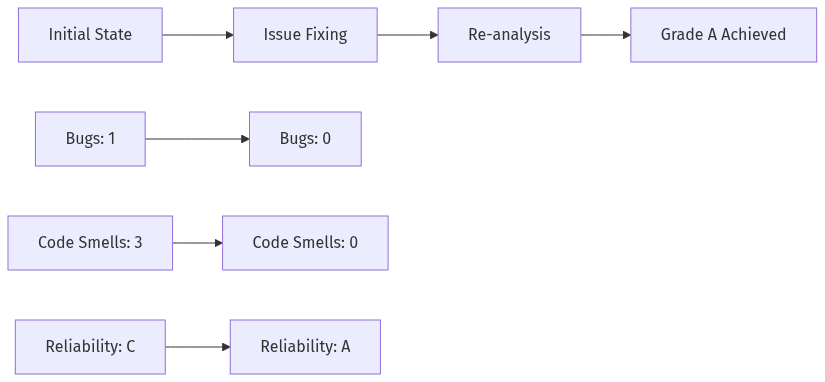 Initial State
Issue Fixing
Re-analysis
Grade A Achieved
Bugs: 1
Bugs: 0
Code Smells: 3
Code Smells: 0
Reliability: C
Reliability: A